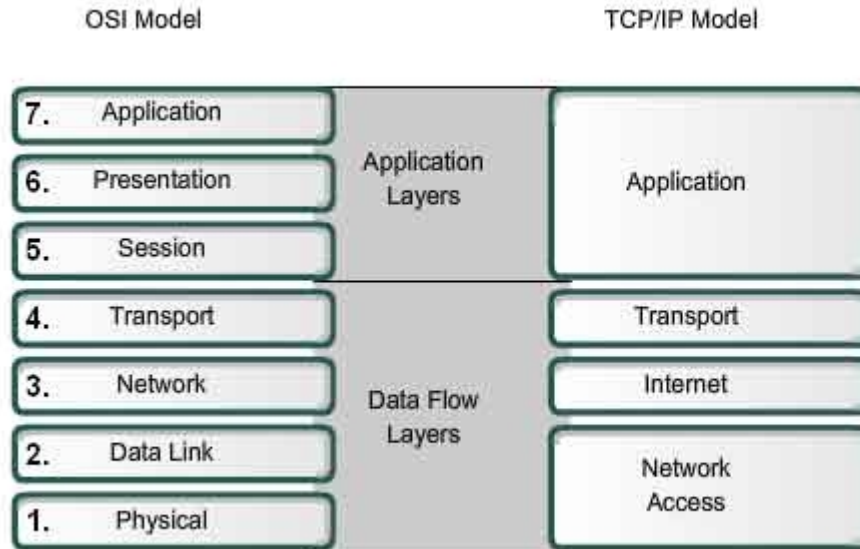 OSI Model
TCP/IP Model
7. Application
6. Presentation
5. Session
4. Transport
3. Network
2. Data Link
1. Physical
Application
Layers
Data Flow
Layers
Application
Transport
Internet
Network
Access